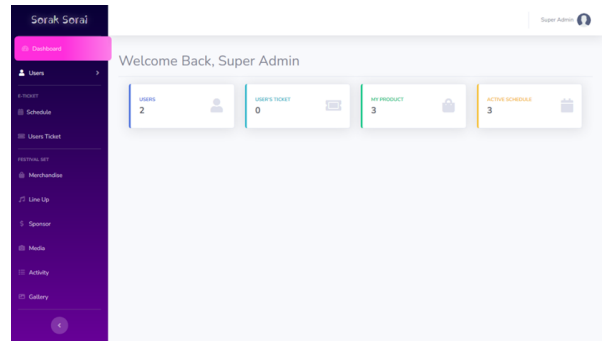 Sorak Sorai
Super Admin
Dashboard
Users
E-TICKET
Schedule
Users Ticket
FESTIVAL SET
Merchandise
Line Up
Sponsor
Media
Activity
Gallery
Welcome Back, Super Admin
USERS
2
USER'S TICKET
0
MY PRODUCT
3
ACTIVE SCHEDULE
3